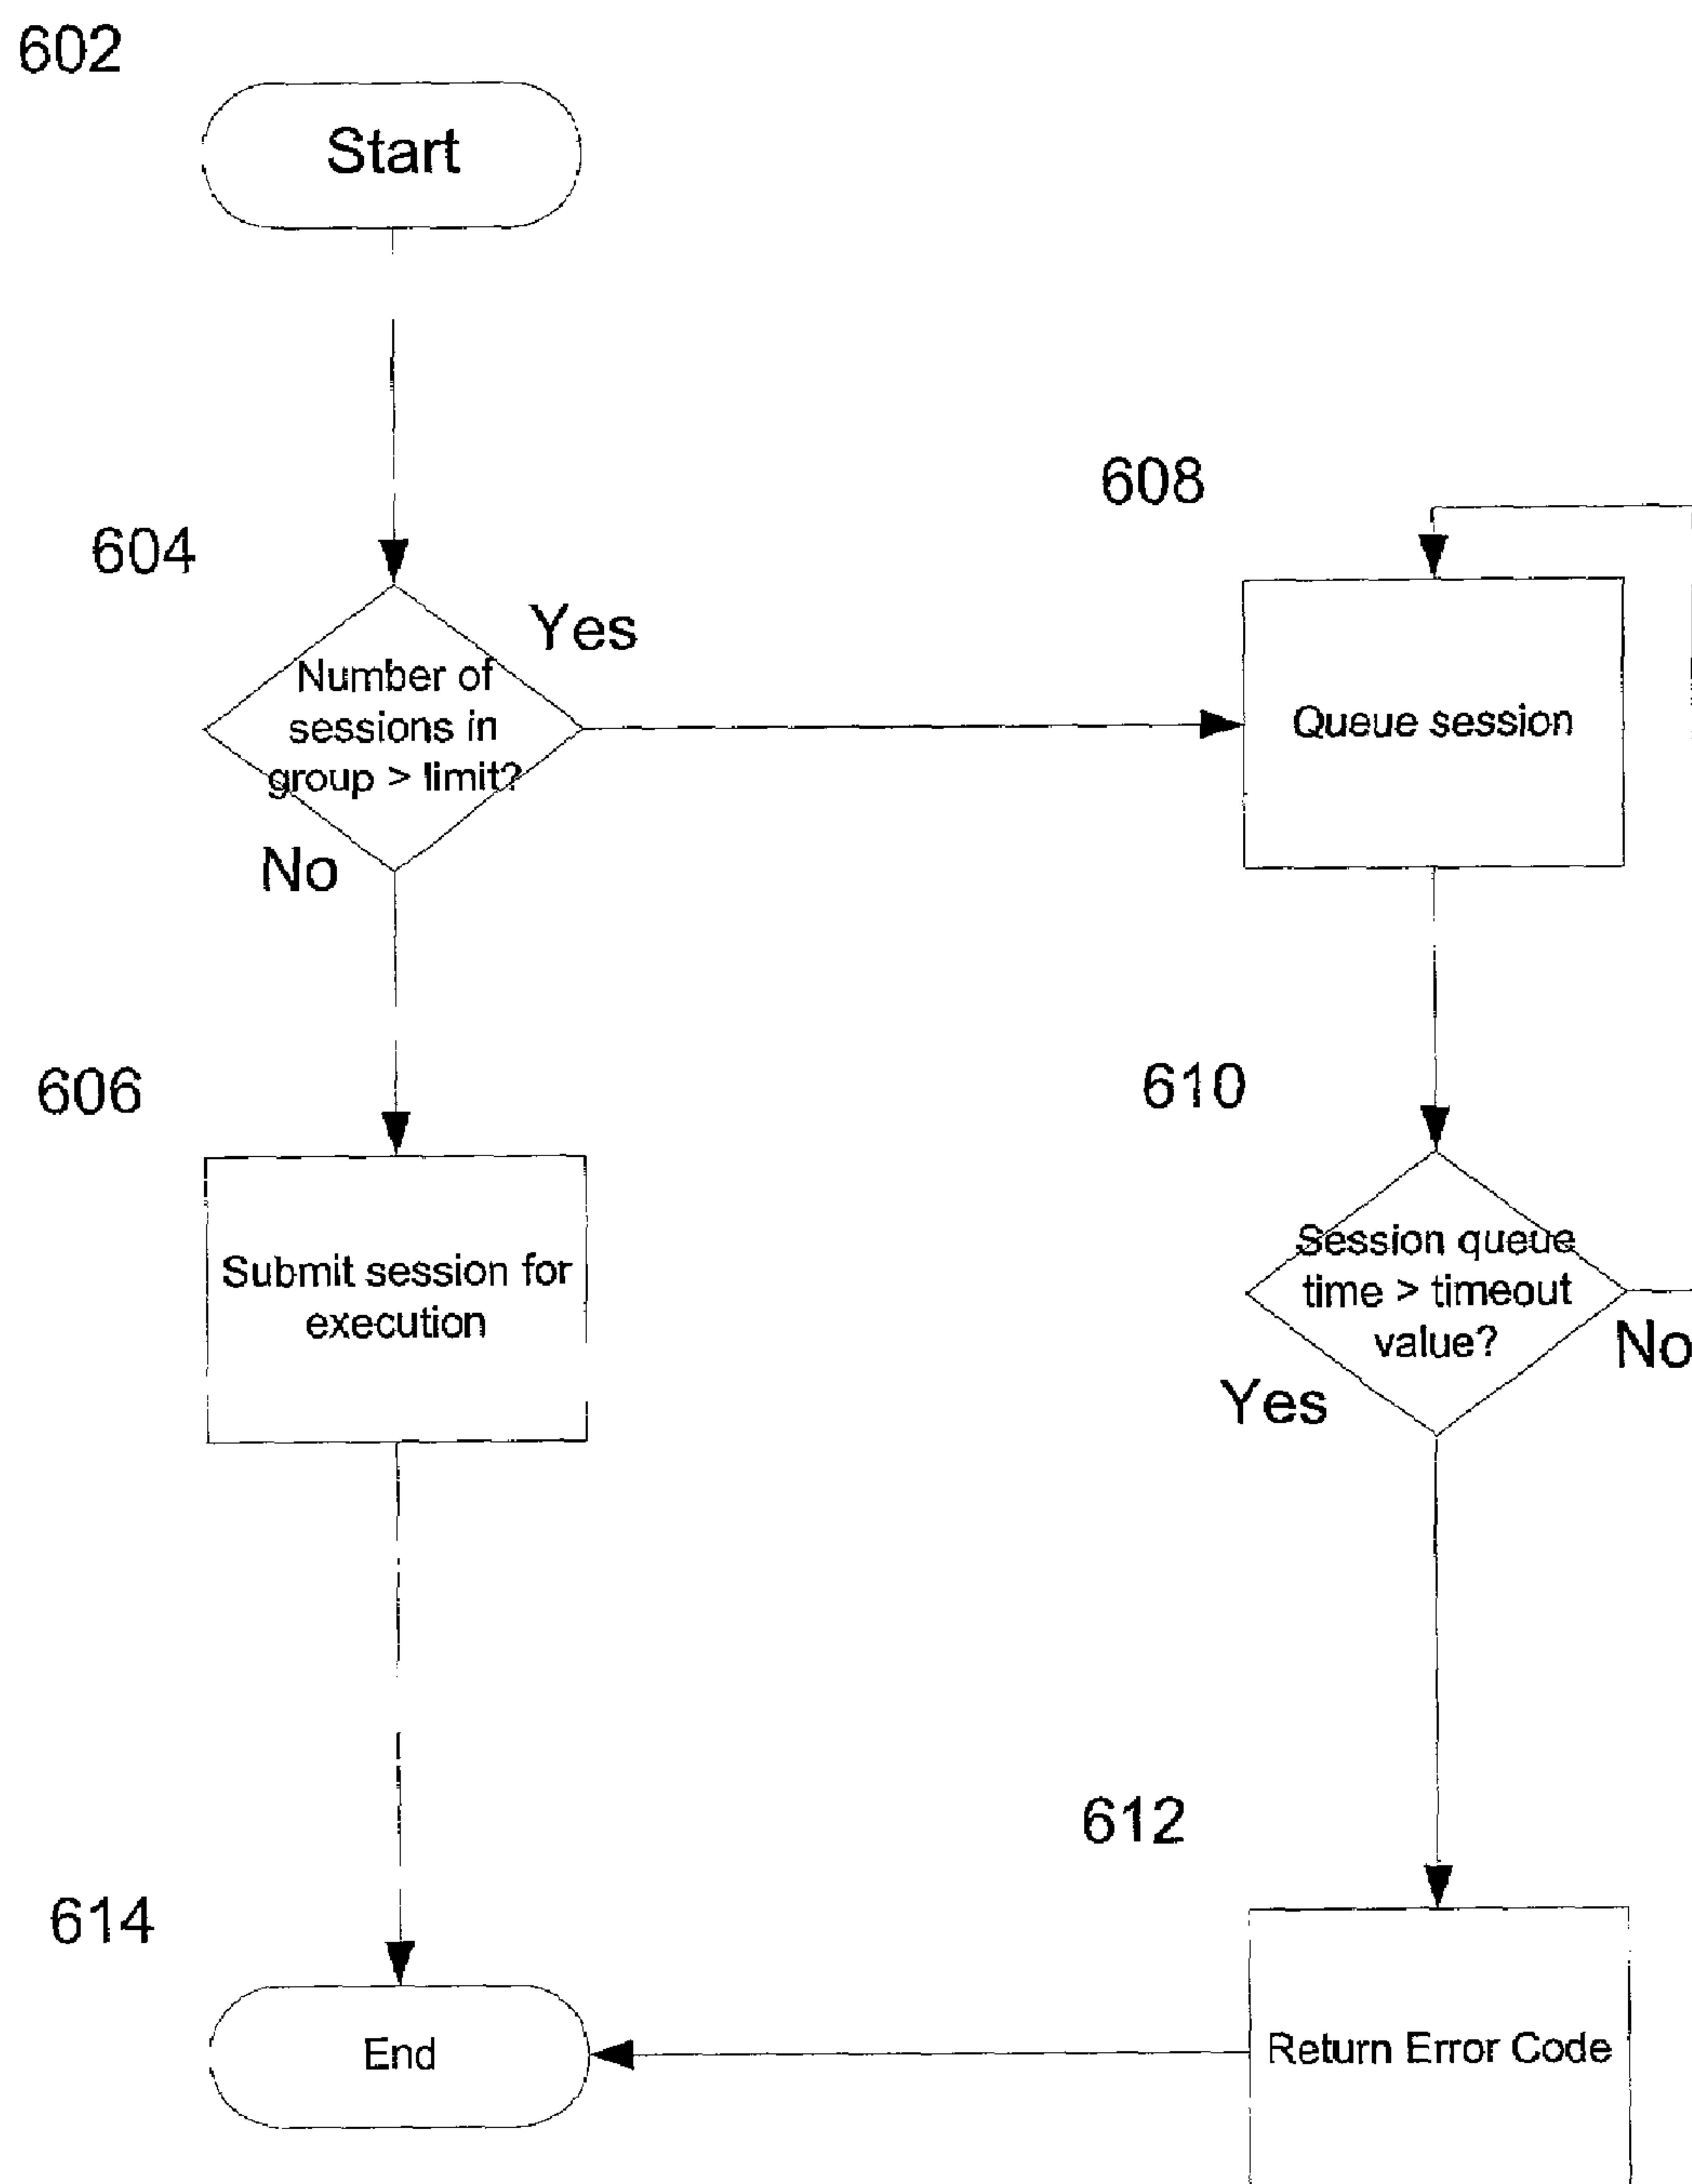 602
Start
604
Yes
Number of
sessions in
group > limit?
No
608
Queue session
606
Submit session for
execution
610
Session queue
time > timeout
value?
No
Yes
612
Return Error Code
614
End